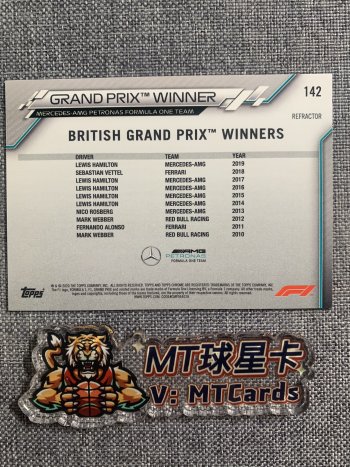 GRAND PRIX™ WINNER
142
MERCEDES-AMG PETRONAS FORMULA ONE TEAM
REFRACTOR
BRITISH GRAND PRIX™ WINNERS
DRIVER TEAM YEAR
LEWIS HAMILTON MERCEDES-AMG 2019
SEBASTIAN VETTEL FERRARI 2018
LEWIS HAMILTON MERCEDES-AMG 2017
LEWIS HAMILTON MERCEDES-AMG 2016
LEWIS HAMILTON MERCEDES-AMG 2015
LEWIS HAMILTON MERCEDES-AMG 2014
NICO ROSBERG MERCEDES-AMG 2013
MARK WEBBER RED BULL RACING 2012
FERNANDO ALONSO FERRARI 2011
MARK WEBBER RED BULL RACING 2010
AMG
PETRONAS
FORMULA ONE TEAM
Topps
F1
MT球星卡
V: MTCards